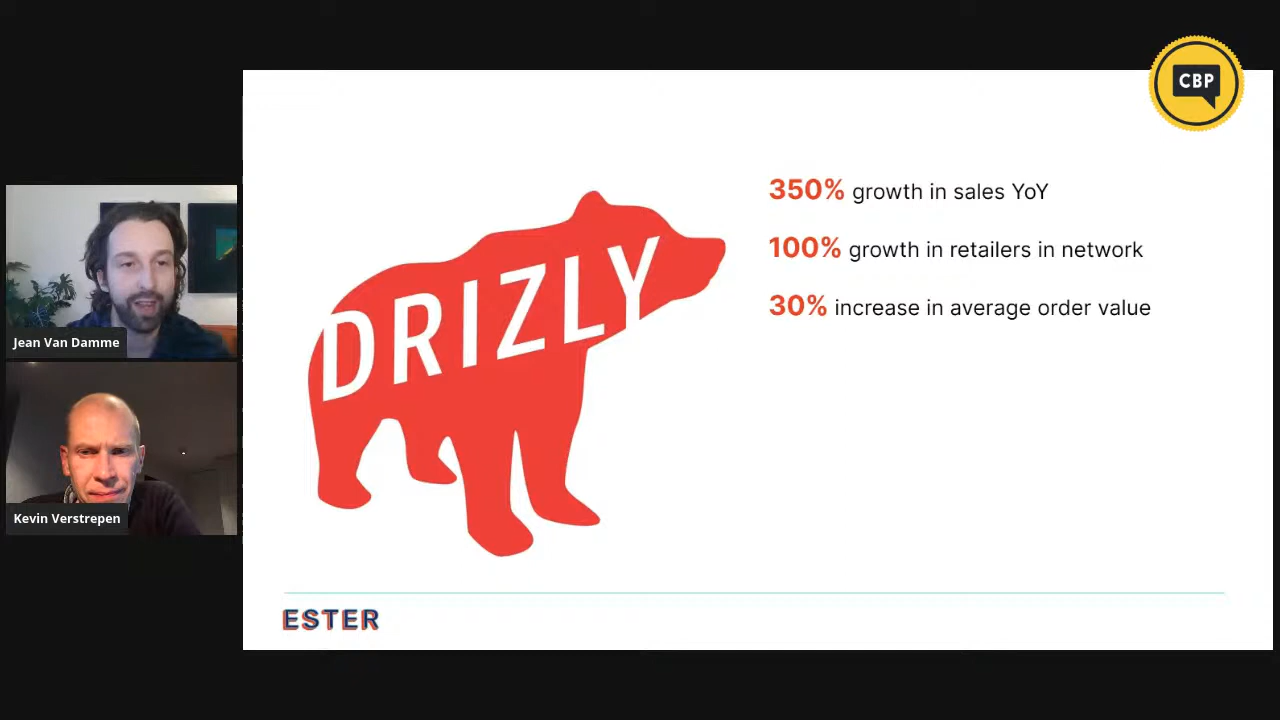 CBP
350% growth in sales YoY
100% growth in retailers in network
30% increase in average order value
DRIZLY
Jean Van Damme
Kevin Verstrepen
ESTER